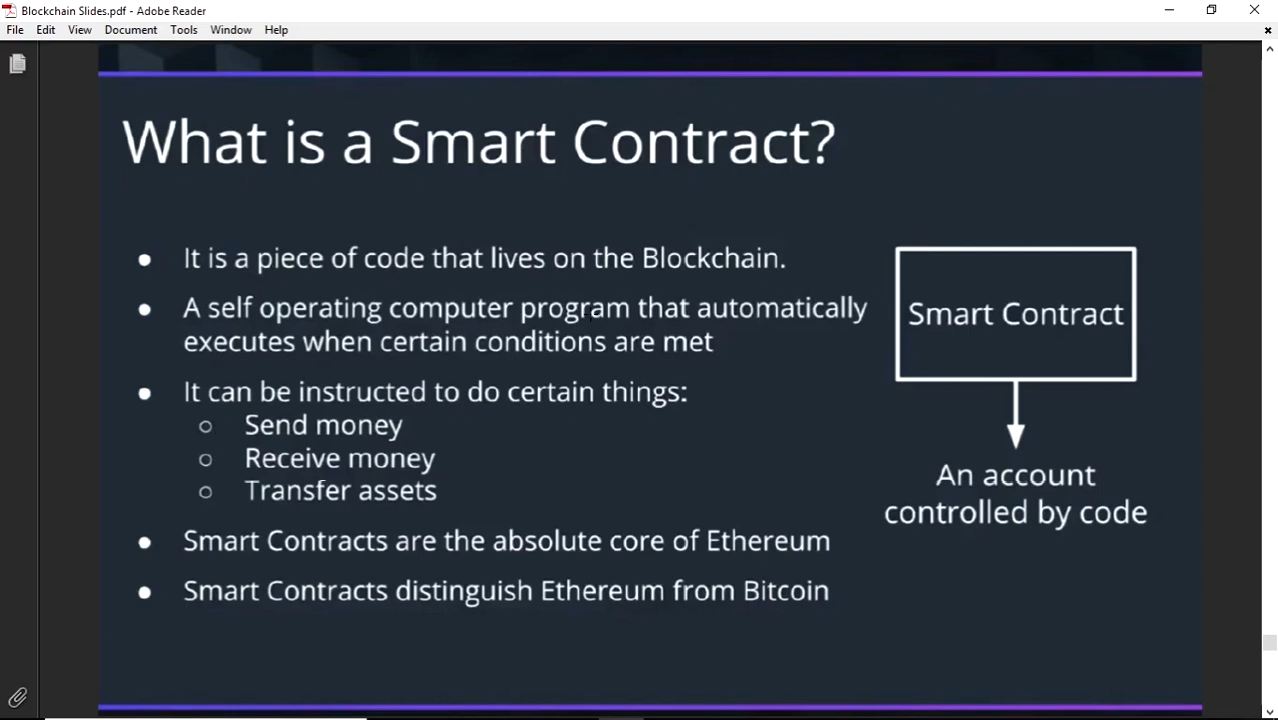 Blockchain Slides.pdf - Adobe Reader
File Edit View Document Tools Window Help
What is a Smart Contract?
It is a piece of code that lives on the Blockchain.
A self operating computer program that automatically
executes when certain conditions are met
It can be instructed to do certain things:
Send money
Receive money
Transfer assets
Smart Contracts are the absolute core of Ethereum
Smart Contracts distinguish Ethereum from Bitcoin
Smart Contract
An account
controlled by code